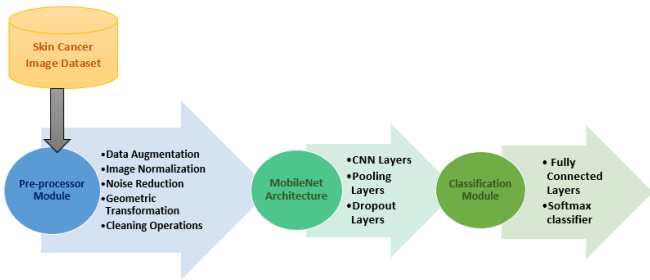 Skin Cancer
Image Dataset
Pre-processor
Module
•Data Augmentation
•Image Normalization
•Noise Reduction
•Geometric
Transformation
•Cleaning Operations
MobileNet
Architecture
•CNN Layers
•Pooling
Layers
•Dropout
Layers
Classification
Module
• Fully
Connected
Layers
• Softmax
classifier